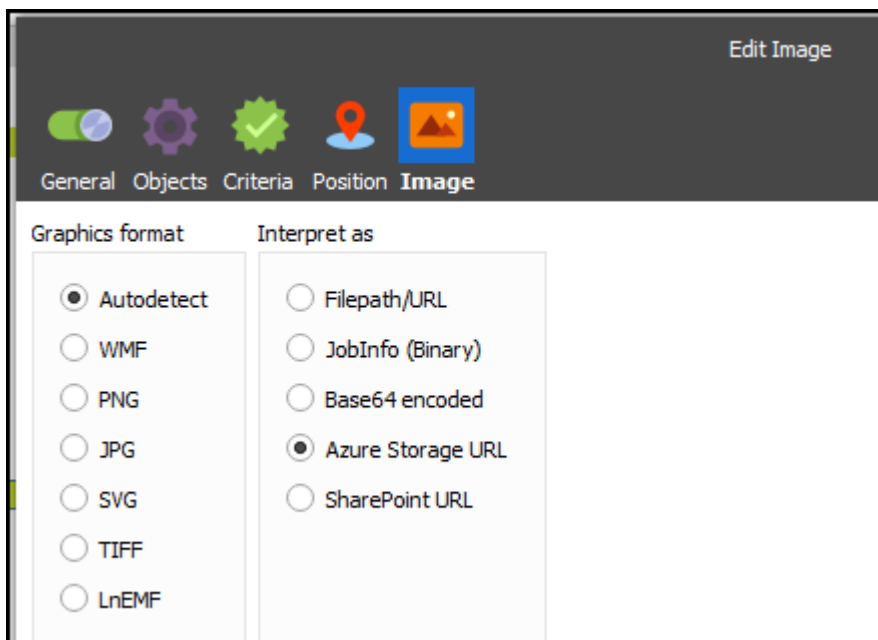 Edit Image
General Objects Criteria Position Image
Graphics format
Autodetect
WMF
PNG
JPG
SVG
TIFF
LnEMF
Interpret as
Filepath/URL
JobInfo (Binary)
Base64 encoded
Azure Storage URL
SharePoint URL